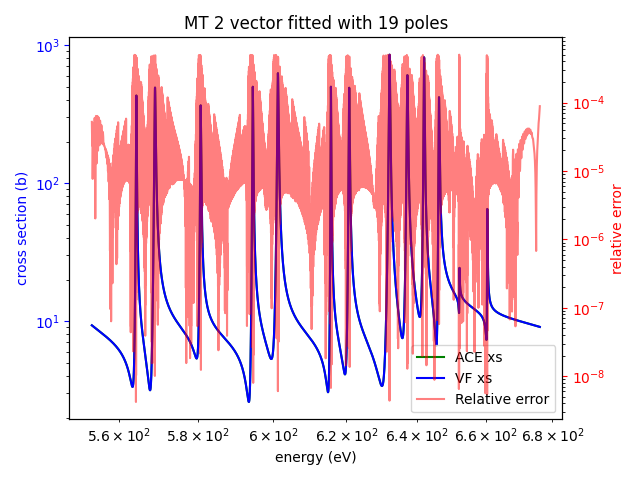 MT 2 vector fitted with 19 poles
10³
10²
10¹
cross section (b)
10⁻⁴
10⁻⁵
10⁻⁶
10⁻⁷
10⁻⁸
relative error
ACE xs
VF xs
Relative error
5.6 × 10² 5.8 × 10² 6 × 10² 6.2 × 10² 6.4 × 10² 6.6 × 10² 6.8 × 10²
energy (eV)